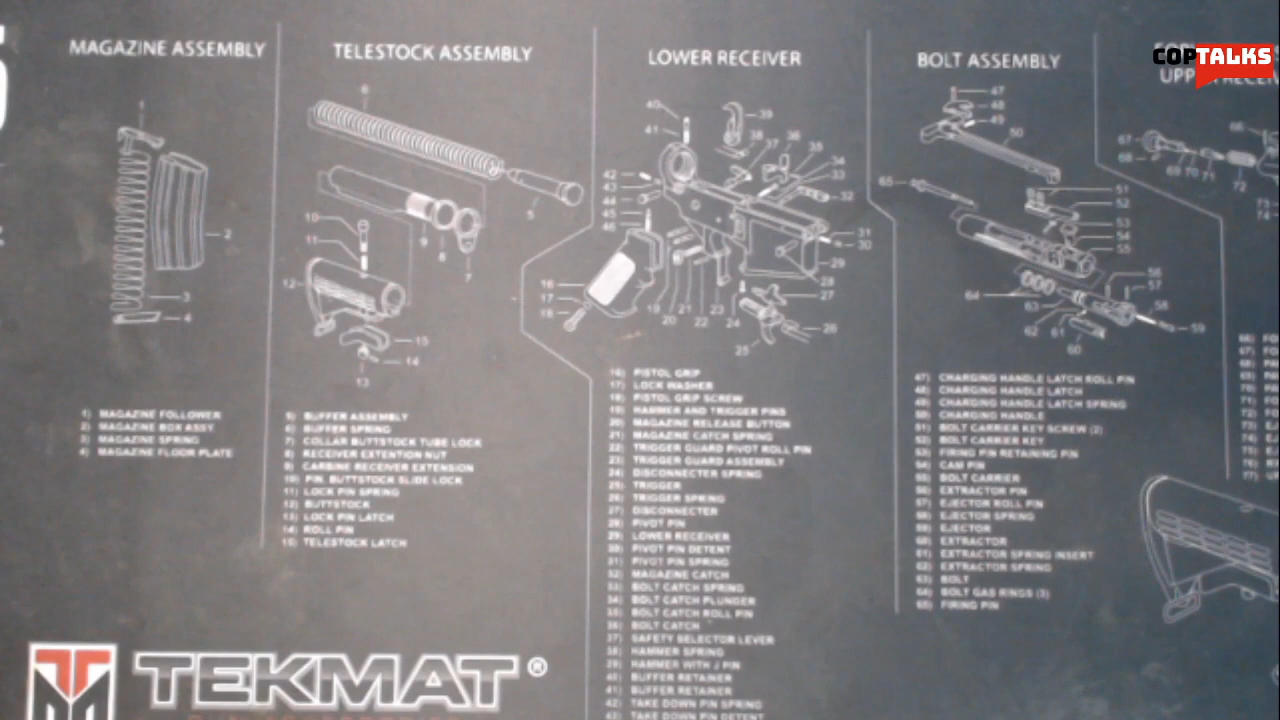 MAGAZINE ASSEMBLY
1) MAGAZINE FOLLOWER
2) MAGAZINE BOX ASSY
3) MAGAZINE SPRING
4) MAGAZINE FLOOR PLATE
TELESTOCK ASSEMBLY
5) BUFFER ASSEMBLY
6) BUFFER SPRING
7) COLLAR BUTTSTOCK TUBE LOCK
8) RECEIVER EXTENTION NUT
9) CARBINE RECEIVER EXTENSION
10) PIN, BUTTSTOCK SLIDE LOCK
11) LOCK PIN SPRING
12) BUTTSTOCK
13) LOCK PIN LATCH
14) ROLL PIN
15) TELESTOCK LATCH
LOWER RECEIVER
16) PISTOL GRIP
17) LOCK WASHER
18) PISTOL GRIP SCREW
19) HAMMER AND TRIGGER PINS
20) MAGAZINE RELEASE BUTTON
21) MAGAZINE CATCH SPRING
22) TRIGGER GUARD PIVOT ROLL PIN
23) TRIGGER GUARD ASSEMBLY
24) DISCONNECTER SPRING
25) TRIGGER
26) TRIGGER SPRING
27) DISCONNECTER
28) PIVOT PIN
29) LOWER RECEIVER
30) PIVOT PIN DETENT
31) PIVOT PIN SPRING
32) MAGAZINE CATCH
33) BOLT CATCH SPRING
34) BOLT CATCH PLUNGER
35) BOLT CATCH ROLL PIN
36) BOLT CATCH
37) SAFETY SELECTOR LEVER
38) HAMMER SPRING
39) HAMMER WITH J PIN
40) BUFFER RETAINER
41) BUFFER RETAINER
42) TAKE DOWN PIN SPRING
43) TAKE DOWN PIN DETENT
BOLT ASSEMBLY
47) CHARGING HANDLE LATCH ROLL PIN
48) CHARGING HANDLE LATCH
49) CHARGING HANDLE LATCH SPRING
50) CHARGING HANDLE
51) BOLT CARRIER KEY SCREW (2)
52) BOLT CARRIER KEY
53) FIRING PIN RETAINING PIN
54) CAM PIN
55) BOLT CARRIER
56) EXTRACTOR PIN
57) EJECTOR ROLL PIN
58) EJECTOR SPRING
59) EJECTOR
60) EXTRACTOR
61) EXTRACTOR SPRING INSERT
62) EXTRACTOR SPRING
63) BOLT
64) BOLT GAS RINGS (3)
65) FIRING PIN
COPTALKS
TEKMAT®